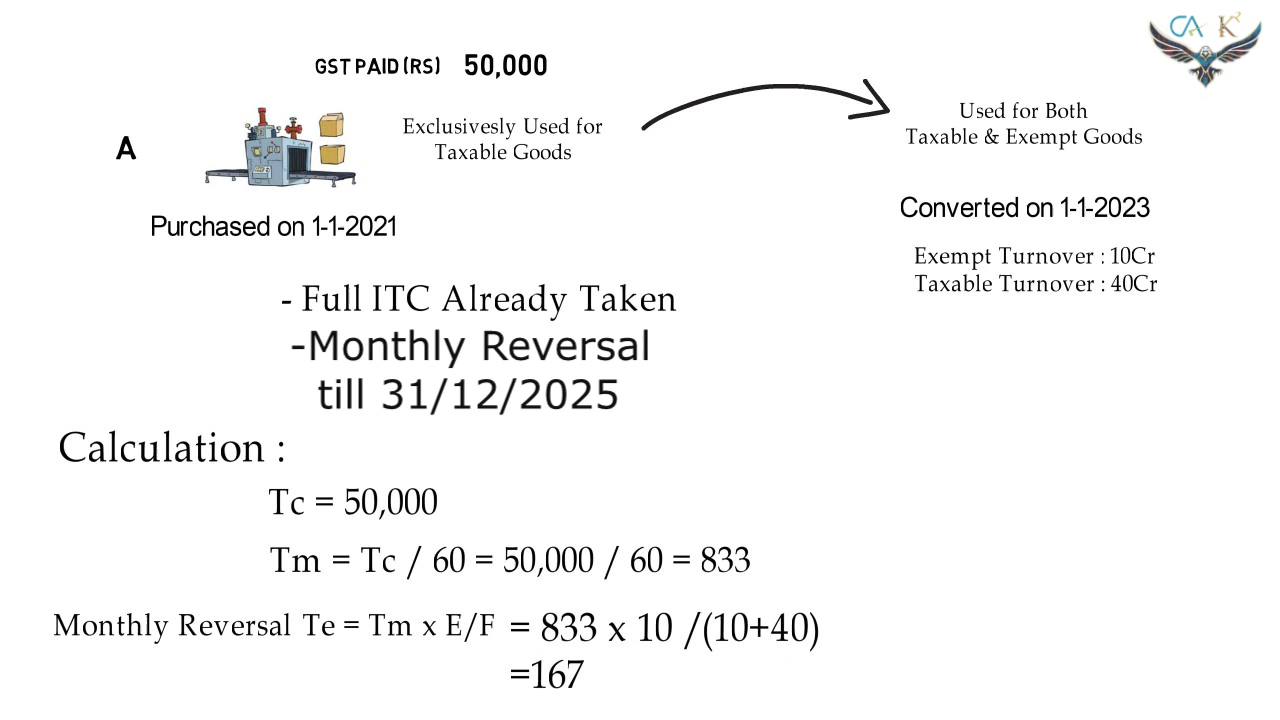 CA K²
GST PAID (RS) 50,000
A
Exclusivesly Used for
Taxable Goods
Used for Both
Taxable & Exempt Goods
Purchased on 1-1-2021
Converted on 1-1-2023
Exempt Turnover : 10Cr
Taxable Turnover : 40Cr
- Full ITC Already Taken
-Monthly Reversal
till 31/12/2025
Calculation :
Tc = 50,000
Tm = Tc / 60 = 50,000 / 60 = 833
Monthly Reversal Te = Tm x E/F = 833 x 10 /(10+40)
=167